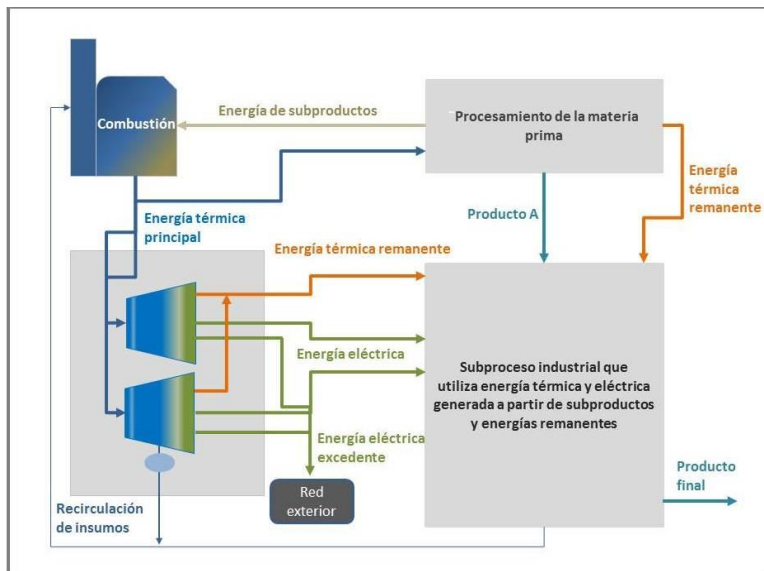 Combustión
Energía de subproductos
Procesamiento de la materia
prima
Energía
térmica
remanente
Energía térmica
principal
Producto A
Energía térmica remanente
Energía eléctrica
Subproceso industrial que
utiliza energía térmica y eléctrica
generada a partir de subproductos
y energías remanentes
Energía eléctrica
excedente
Producto
final
Red
exterior
Recirculación
de insumos